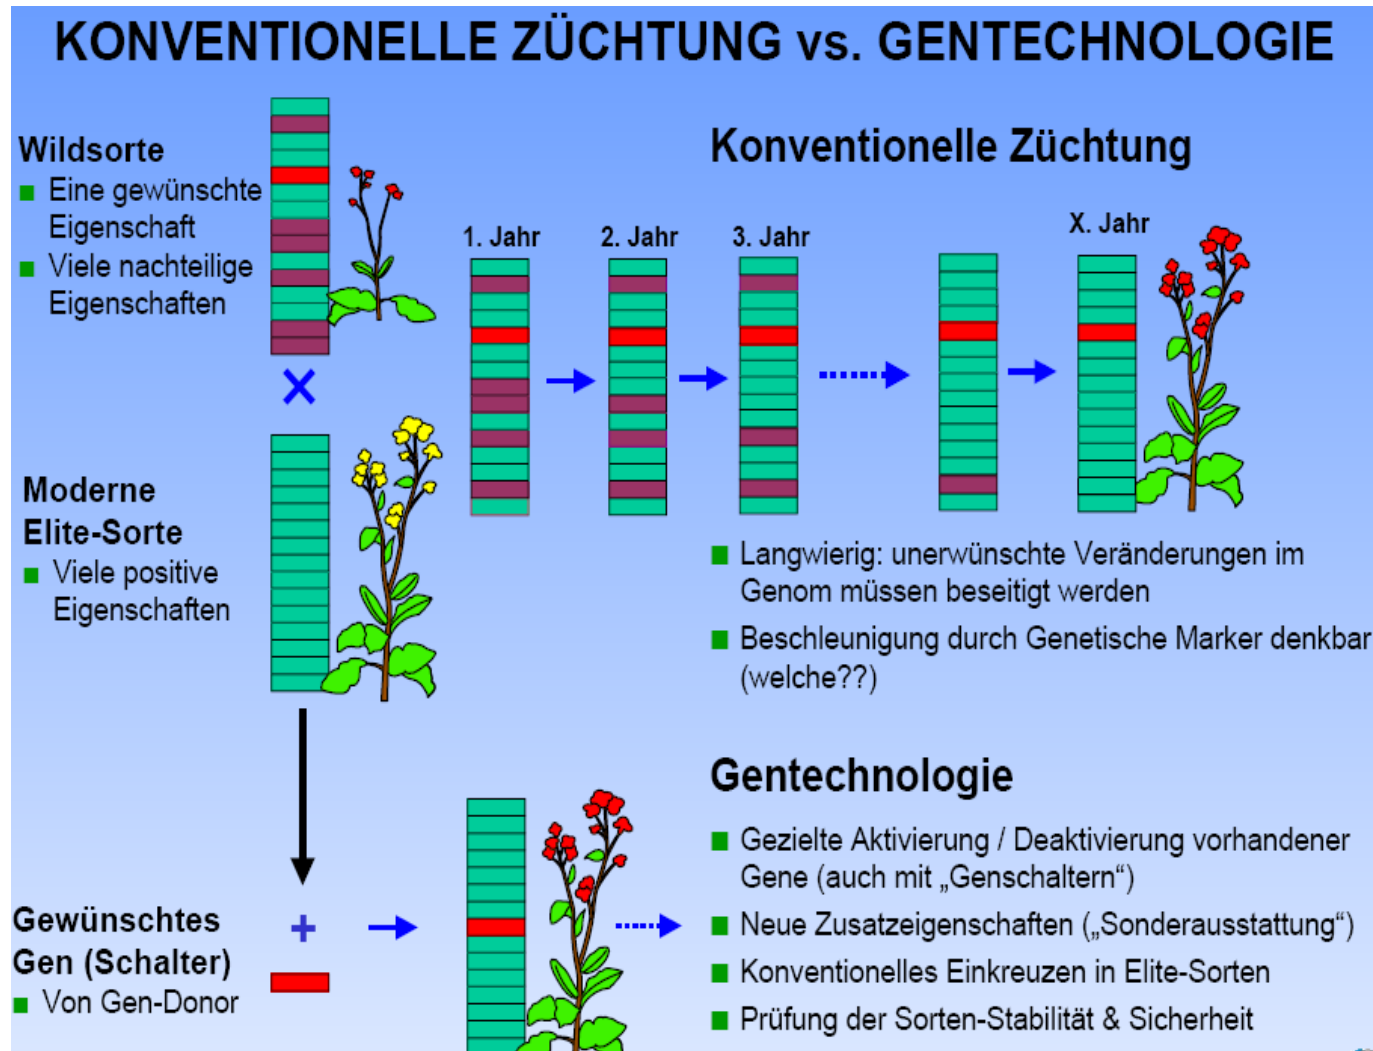 KONVENTIONELLE ZÜCHTUNG vs. GENTECHNOLOGIE
Wildsorte
■ Eine gewünschte
Eigenschaft
■ Viele nachteilige
Eigenschaften
Moderne
Elite-Sorte
■ Viele positive
Eigenschaften
Konventionelle Züchtung
1. Jahr
2. Jahr
3. Jahr
X. Jahr
■ Langwierig: unerwünschte Veränderungen im
Genom müssen beseitigt werden
■ Beschleunigung durch Genetische Marker denkbar
(welche??)
Gewünschtes
Gen (Schalter)
■ Von Gen-Donor
+
Gentechnologie
■ Gezielte Aktivierung / Deaktivierung vorhandener
Gene (auch mit „Genschaltern“)
■ Neue Zusatzeigenschaften („Sonderausstattung“)
■ Konventionelles Einkreuzen in Elite-Sorten
■ Prüfung der Sorten-Stabilität & Sicherheit